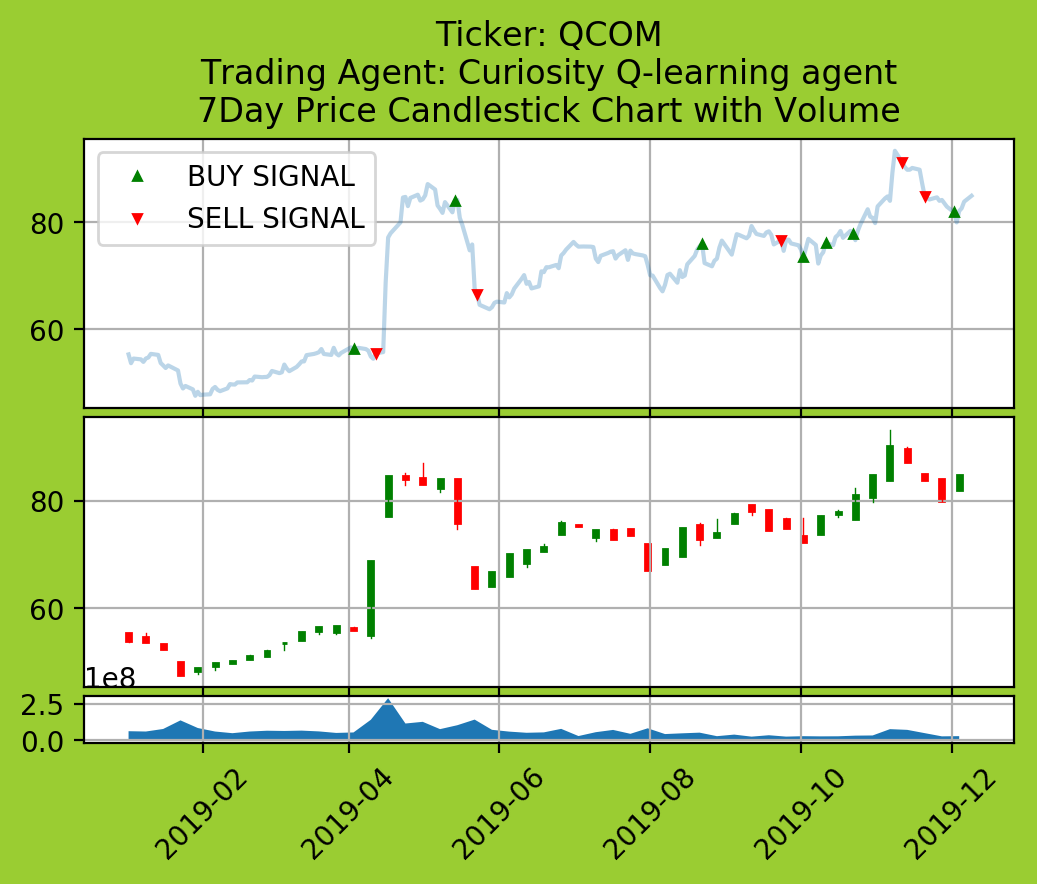 Ticker: QCOM
Trading Agent: Curiosity Q-learning agent
7Day Price Candlestick Chart with Volume
BUY SIGNAL
SELL SIGNAL
80
60
80
60
1e8
2.5
0.0
2019-02
2019-04
2019-06
2019-08
2019-10
2019-12